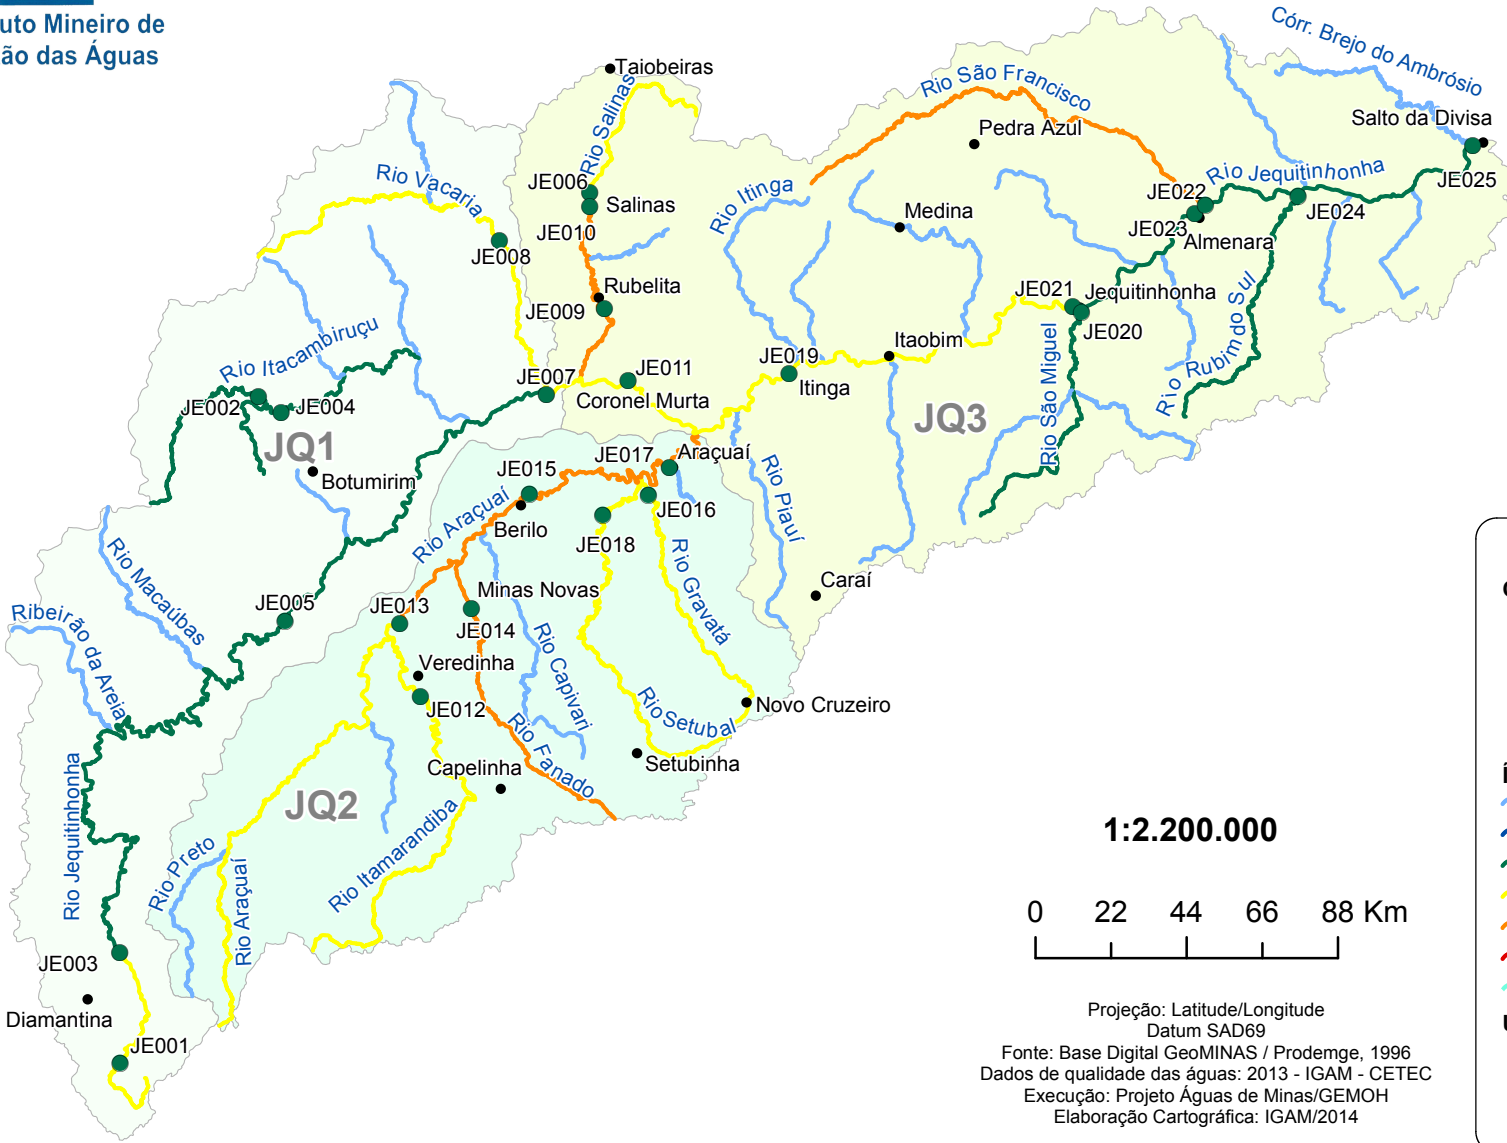 uto Mineiro de
ão das Águas
Taiobeiras
Córr. Brejo do Ambrósio
Rio São Francisco
Rio Salinas
Salto da Divisa
Pedra Azul
Rio Vacaria
JE006
Salinas
Rio Itinga
JE022
Rio Jequitinhonha
JE025
JE024
JE010
JE008
Medina
JE023
Almenara
Rubelita
JE009
JE021
Jequitinhonha
JE020
Rio Itacambiruçu
Itaobim
Rio São Miguel
Rio Rubim do Sul
JE002
JE004
JE007
JE011
Coronel Murta
JE019
Itinga
JQ1
JQ3
Botumirim
JE015
JE017
Araçuaí
Rio Araçuaí
Berilo
JE016
JE018
Rio Piauí
Rio Macaúbas
Rio Gravatá
Caraí
Ribeirão da Areia
JE005
JE013
Minas Novas
JE014
Rio Capivari
Veredinha
JE012
Rio Setubal
Novo Cruzeiro
Rio Fanado
Setubinha
Capelinha
Rio Jequitinhonha
JQ2
Rio Preto
Rio Araçuaí
Rio Itamarandiba
JE003
Diamantina
JE001
1:2.200.000
0 22 44 66 88 Km
Projeção: Latitude/Longitude
Datum SAD69
Fonte: Base Digital GeoMINAS / Prodemge, 1996
Dados de qualidade das águas: 2013 - IGAM - CETEC
Execução: Projeto Águas de Minas/GEMOH
Elaboração Cartográfica: IGAM/2014